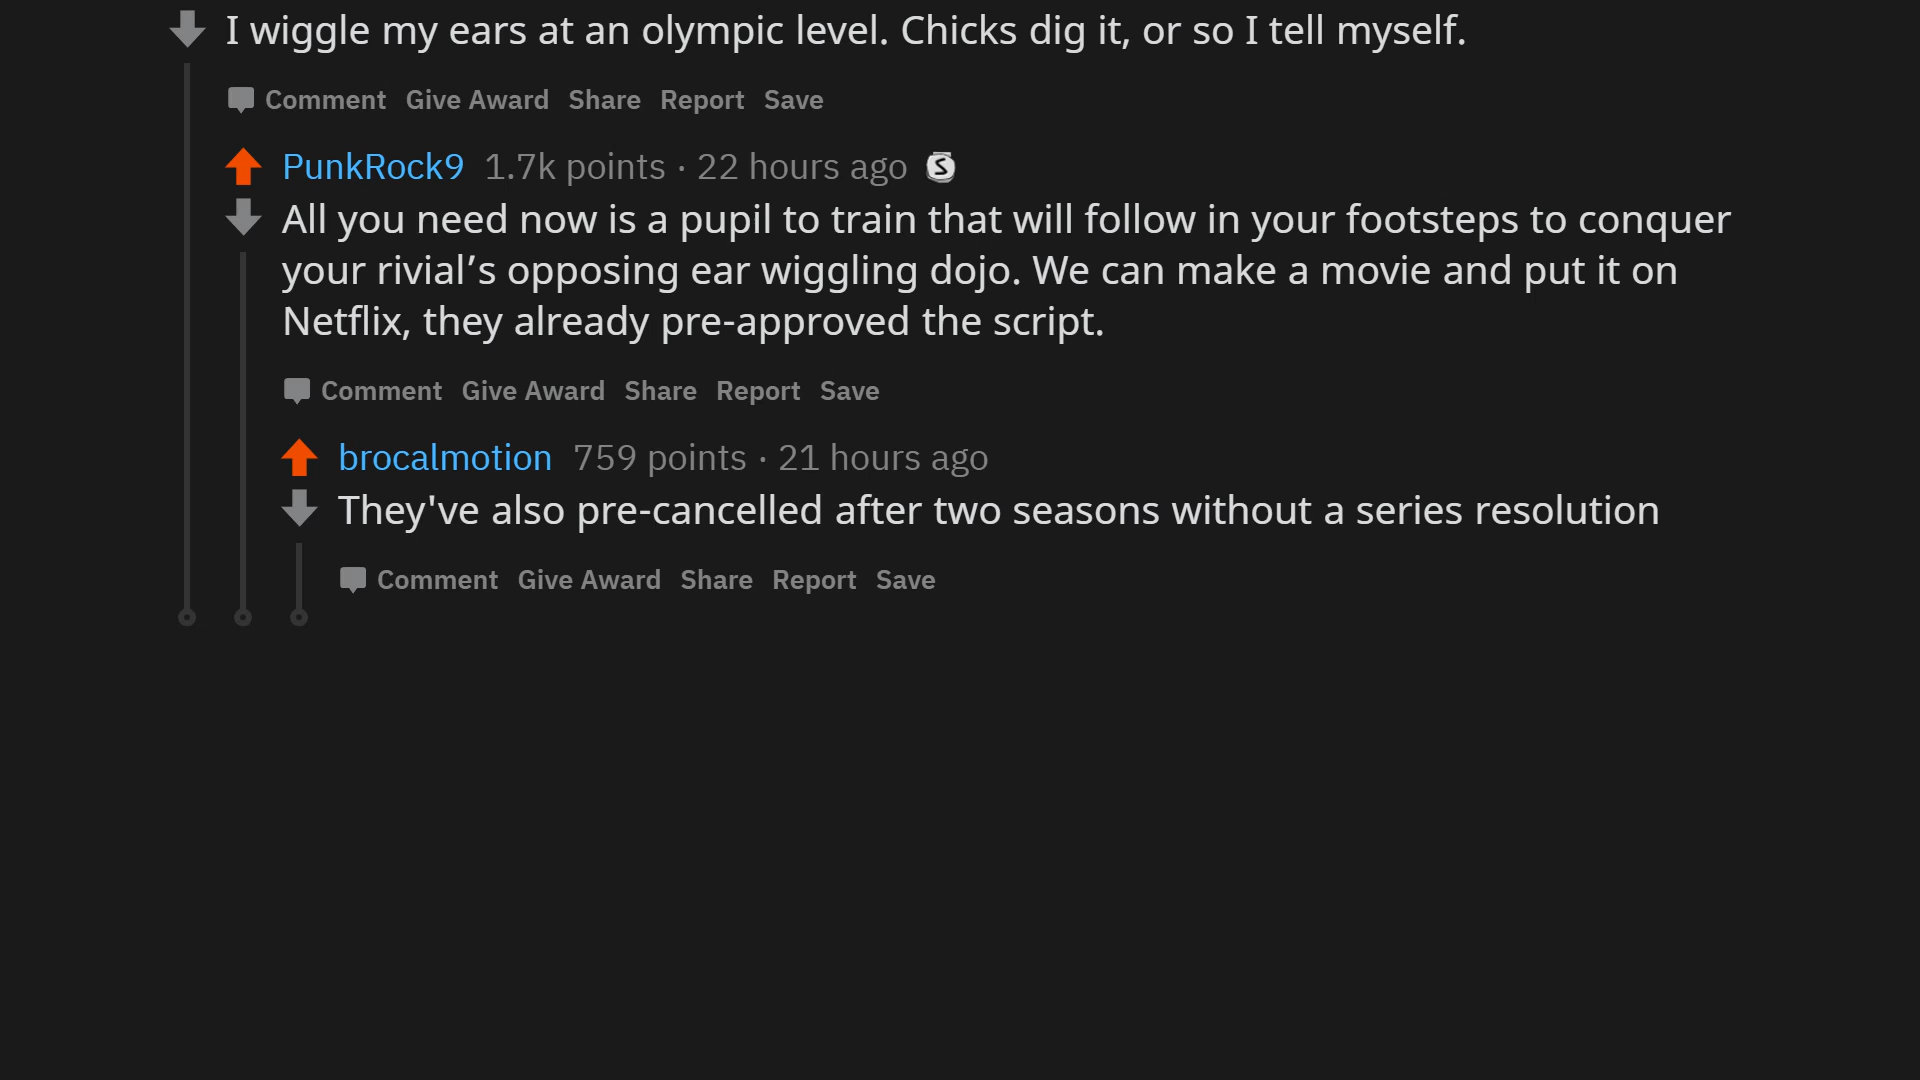 I wiggle my ears at an olympic level. Chicks dig it, or so I tell myself.
Comment Give Award Share Report Save
PunkRock9 1.7k points · 22 hours ago S
All you need now is a pupil to train that will follow in your footsteps to conquer
your rivial’s opposing ear wiggling dojo. We can make a movie and put it on
Netflix, they already pre-approved the script.
Comment Give Award Share Report Save
brocalmotion 759 points · 21 hours ago
They've also pre-cancelled after two seasons without a series resolution
Comment Give Award Share Report Save